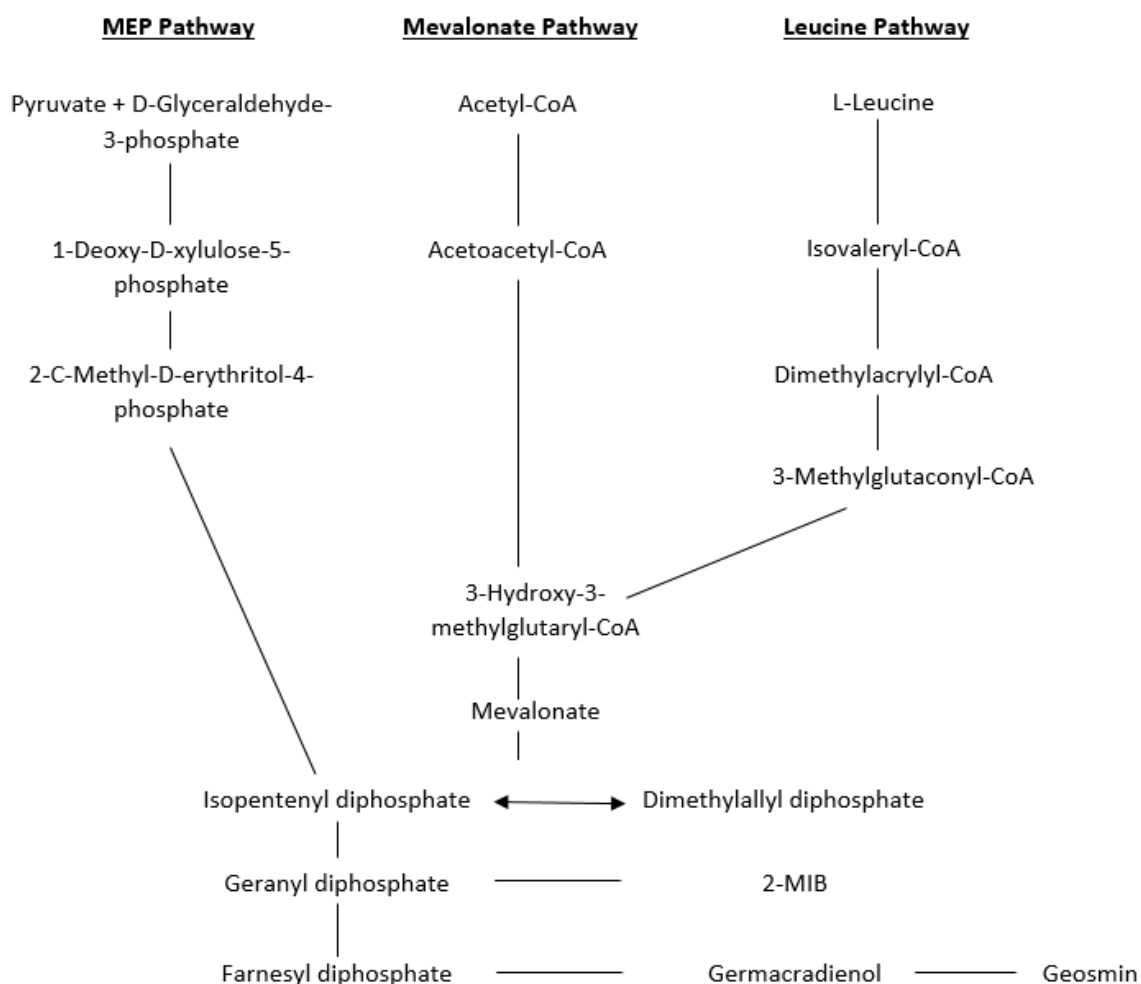 MEP Pathway
Mevalonate Pathway
Leucine Pathway
Pyruvate + D-Glyceraldehyde-
3-phosphate
Acetyl-CoA
L-Leucine
1-Deoxy-D-xylulose-5-
phosphate
Acetoacetyl-CoA
Isovaleryl-CoA
2-C-Methyl-D-erythritol-4-
phosphate
Dimethylacrylyl-CoA
3-Methylglutaconyl-CoA
3-Hydroxy-3-
methylglutaryl-CoA
Mevalonate
Isopentenyl diphosphate
Dimethylallyl diphosphate
Geranyl diphosphate
2-MIB
Farnesyl diphosphate
Germacradienol
Geosmin